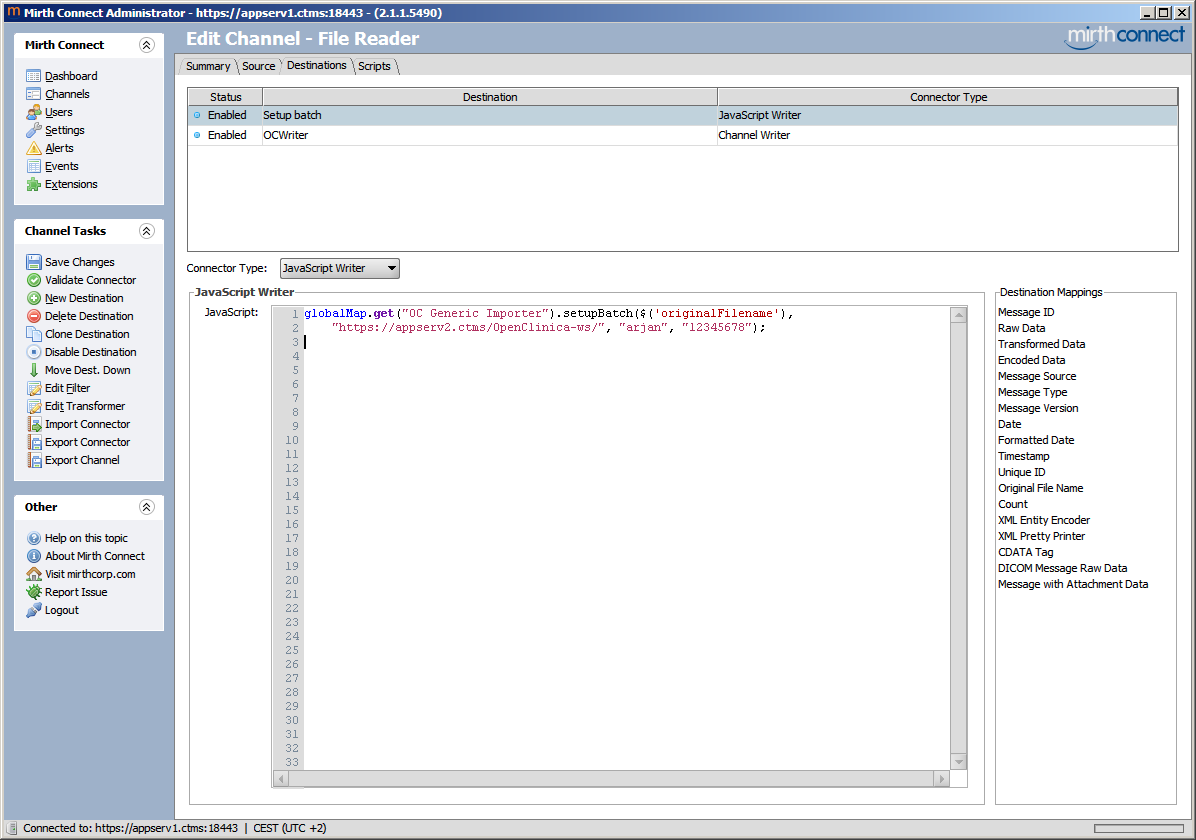 Mirth Connect Administrator - https://appserv1.ctms:18443 - (2.1.1.5490)
Mirth Connect
Dashboard
Channels
Users
Settings
Alerts
Events
Extensions
Channel Tasks
Save Changes
Validate Connector
New Destination
Delete Destination
Clone Destination
Disable Destination
Move Dest. Down
Edit Filter
Edit Transformer
Import Connector
Export Connector
Export Channel
Other
Help on this topic
About Mirth Connect
Visit mirthcorp.com
Report Issue
Logout
Edit Channel - File Reader
mirthconnect
Summary Source Destinations Scripts
Status Destination Connector Type
Enabled Setup batch JavaScript Writer
Enabled OCWriter Channel Writer
Connector Type: JavaScript Writer
JavaScript Writer
JavaScript:
1 globalMap.get("OC Generic Importer").setupBatch($('originalFilename'),
2 "https://appserv2.ctms/OpenClinica-ws/", "arjan", "12345678");
3
4
5
6
7
8
9
10
11
12
13
14
15
16
17
18
19
20
21
22
23
24
25
26
27
28
29
30
31
32
33
Destination Mappings
Message ID
Raw Data
Transformed Data
Encoded Data
Message Source
Message Type
Message Version
Date
Formatted Date
Timestamp
Unique ID
Original File Name
Count
XML Entity Encoder
XML Pretty Printer
CDATA Tag
DICOM Message Raw Data
Message with Attachment Data
Connected to: https://appserv1.ctms:18443 | CEST (UTC +2)